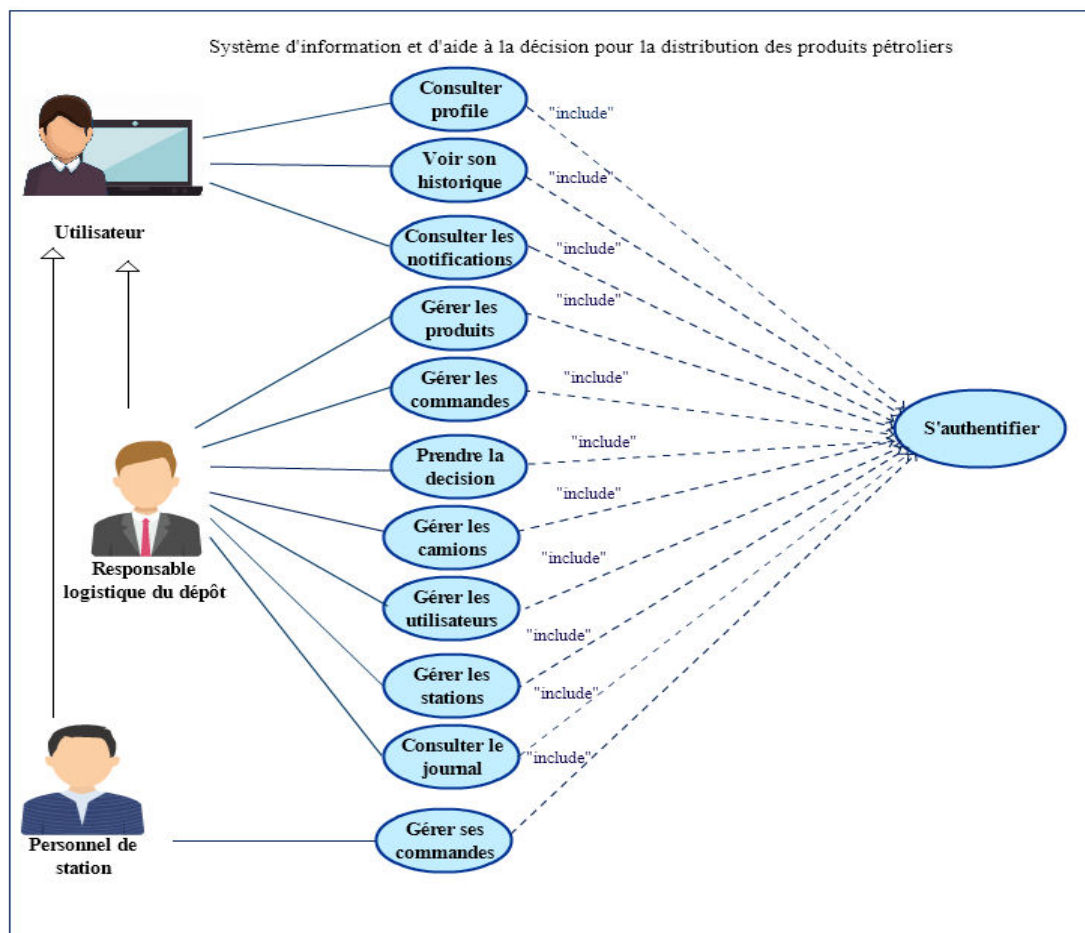 Système d'information et d'aide à la décision pour la distribution des produits pétroliers
Consulter
profile
"include"
Voir son
historique
"include"
Utilisateur
Consulter les
notifications
"include"
Gérer les
produits
"include"
Gérer les
commandes
"include"
S'authentifier
Prendre la
decision
"include"
Gérer les
camions
"include"
Responsable
logistique du dépôt
Gérer les
utilisateurs
"include"
Gérer les
stations
"include"
Consulter le
journal
"include"
Personnel de
station
Gérer ses
commandes
"include"